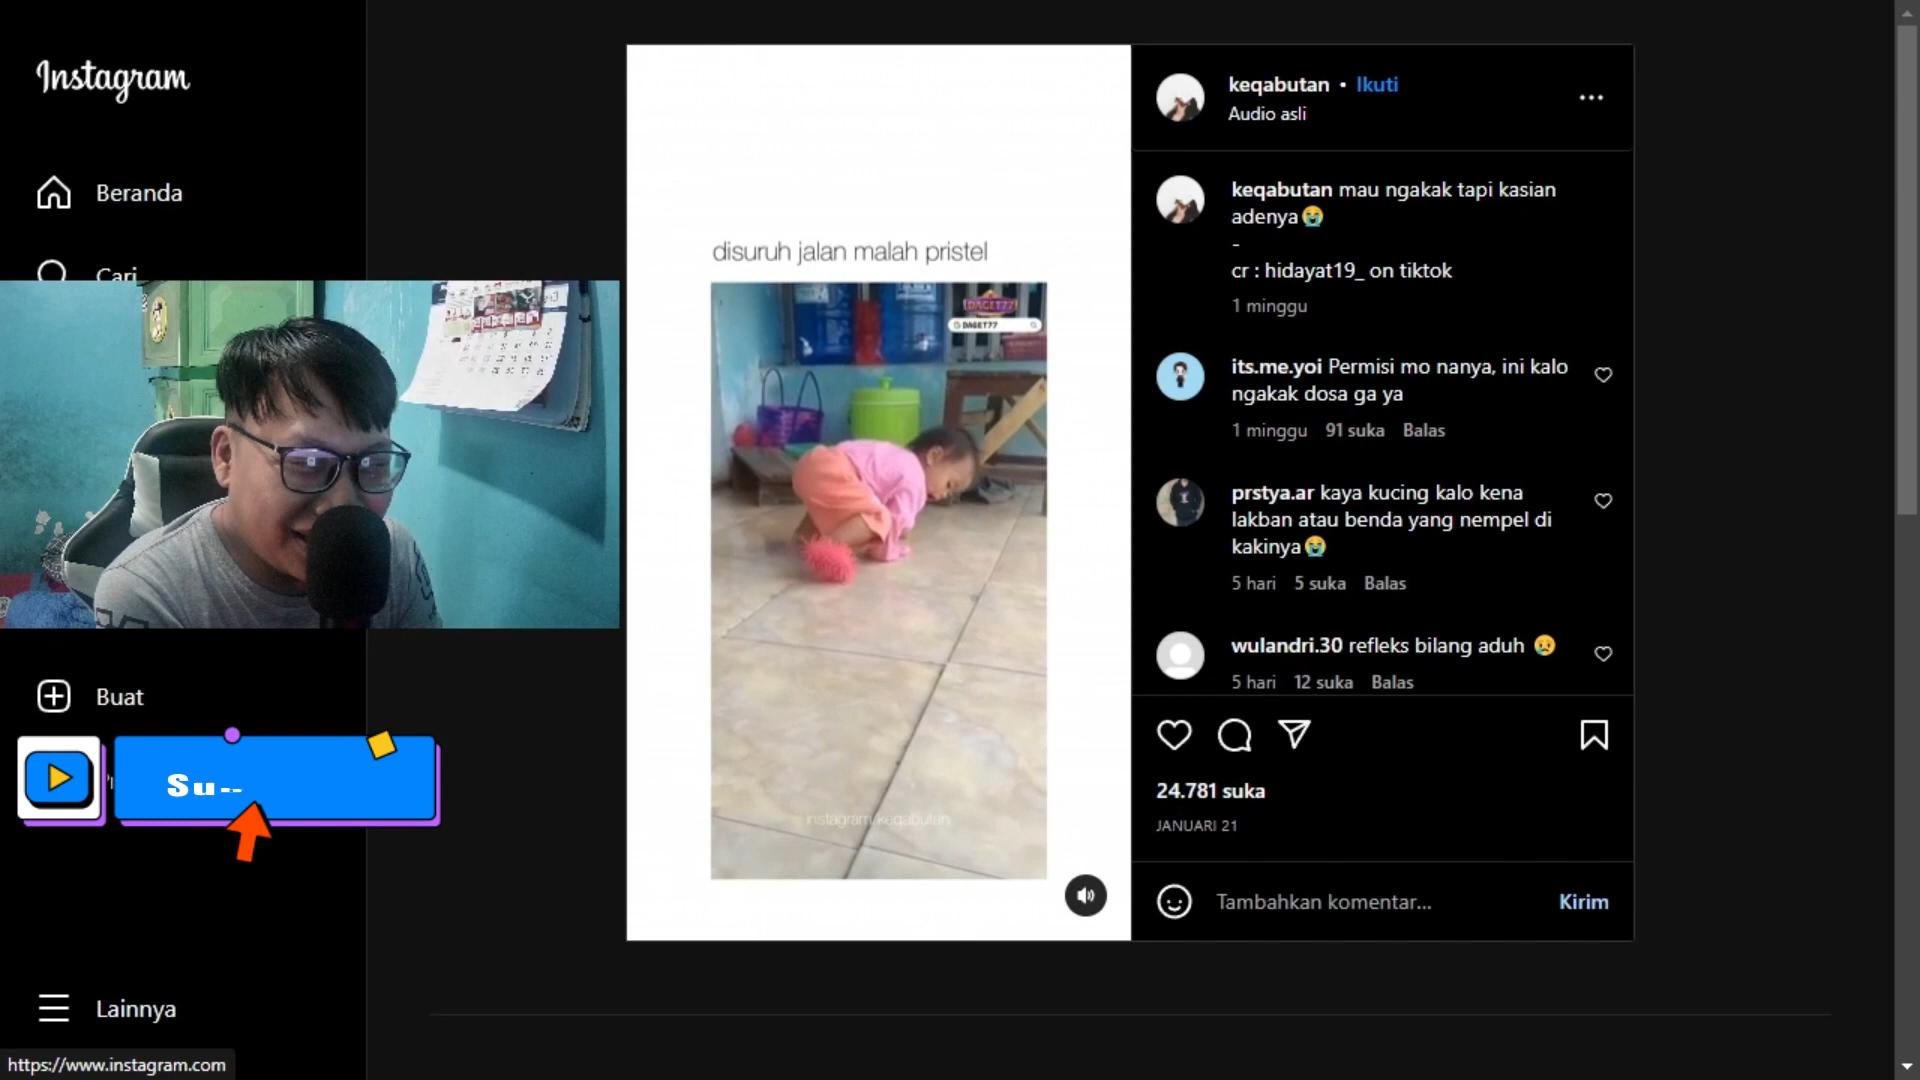 Instagram
Beranda
Cari
Buat
Su--
Lainnya
https://www.instagram.com
disuruh jalan malah pristel
DAGET77
DAGET77
instagram/keqabutan
keqabutan • Ikuti
Audio asli
keqabutan mau ngakak tapi kasian
adenya😭
-
cr : hidayat19_ on tiktok
1 minggu
its.me.yoi Permisi mo nanya, ini kalo
ngakak dosa ga ya
1 minggu 91 suka Balas
prstya.ar kaya kucing kalo kena
lakban atau benda yang nempel di
kakinya😭
5 hari 5 suka Balas
wulandri.30 refleks bilang aduh 😢
5 hari 12 suka Balas
24.781 suka
JANUARI 21
Tambahkan komentar...
Kirim